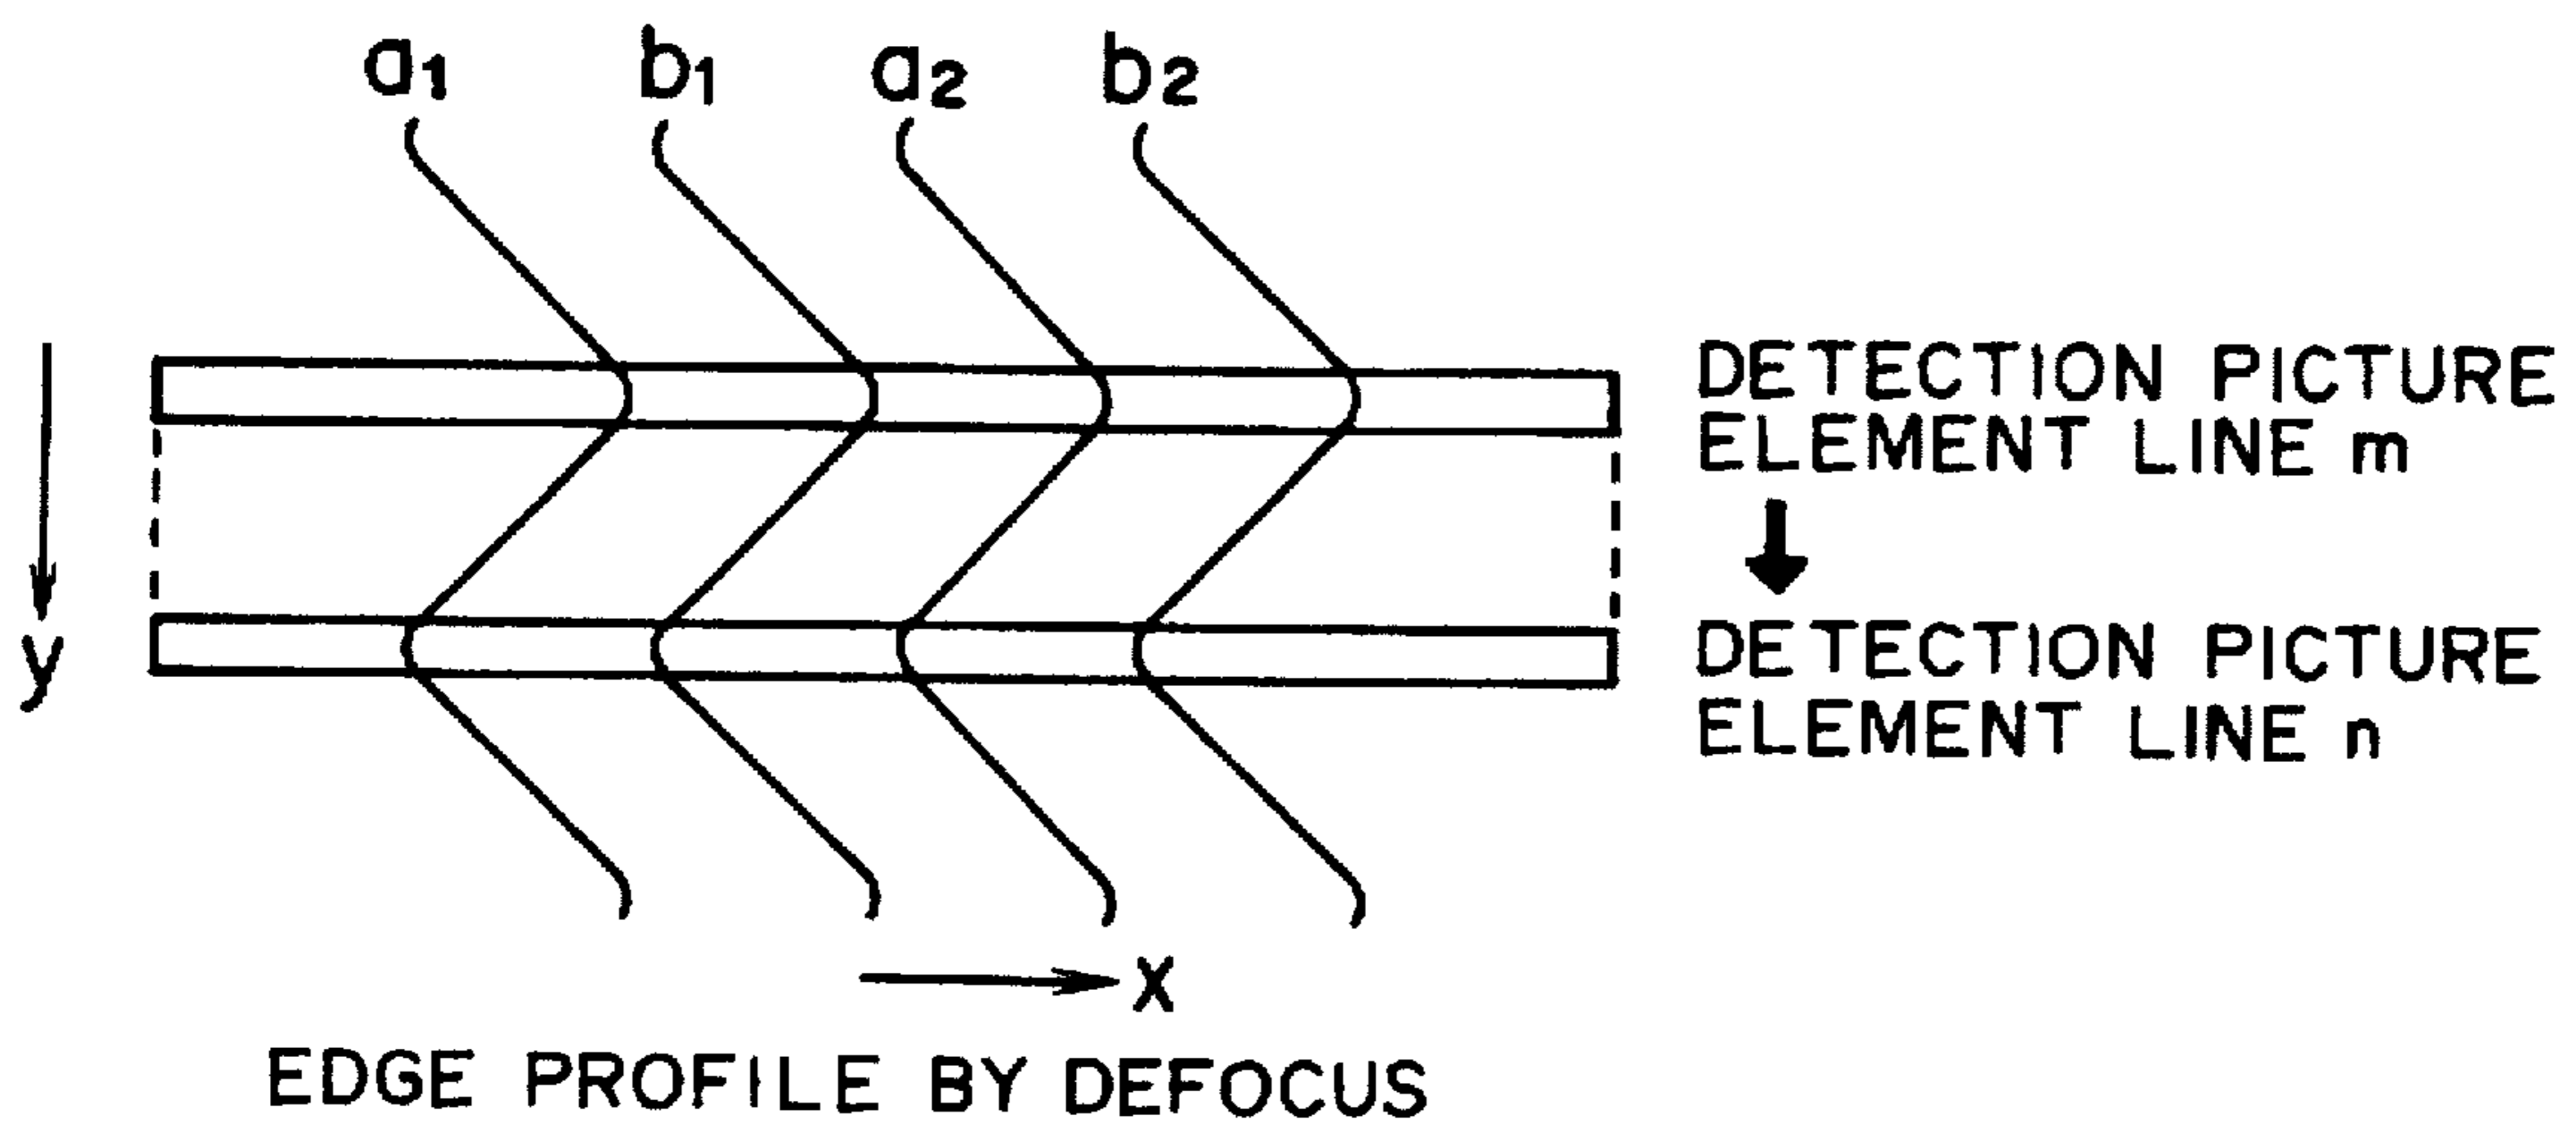 a1 b1 a2 b2
DETECTION PICTURE
ELEMENT LINE m
y
DETECTION PICTURE
ELEMENT LINE n
x
EDGE PROFILE BY DEFOCUS